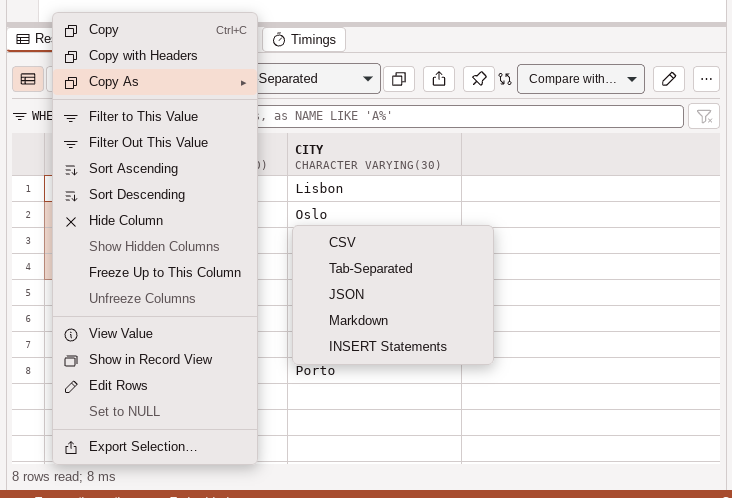 Copy Ctrl+C
Copy with Headers
Copy As
Filter to This Value
Filter Out This Value
Sort Ascending
Sort Descending
Hide Column
Show Hidden Columns
Freeze Up to This Column
Unfreeze Columns
View Value
Show in Record View
Edit Rows
Set to NULL
Export Selection…
Timings
Separated
Compare with…
as NAME LIKE 'A%'
CITY
CHARACTER VARYING(30)
1 Lisbon
2 Oslo
3
4
5
6
7
8 Porto
CSV
Tab-Separated
JSON
Markdown
INSERT Statements
8 rows read; 8 ms